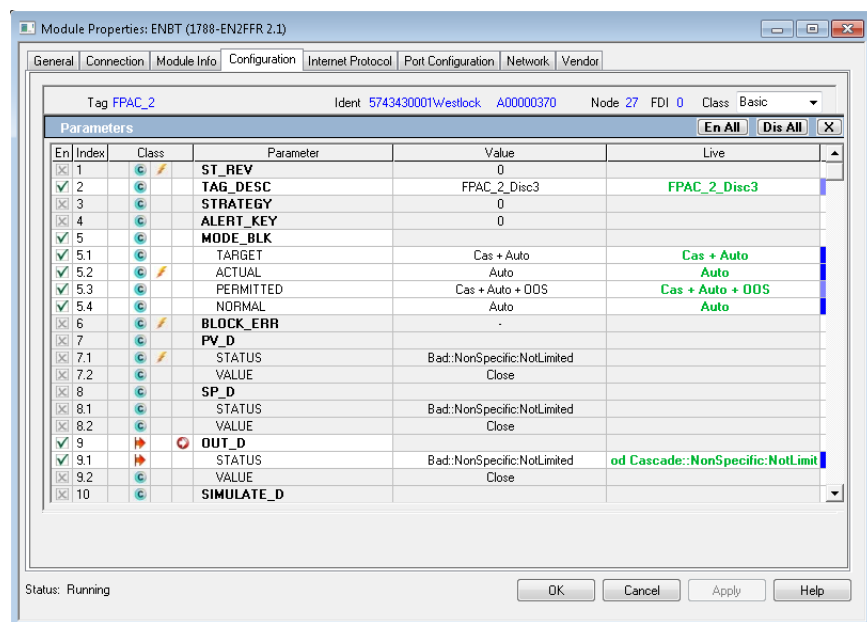 Module Properties: ENBT (1788-EN2FFR 2.1)
General Connection Module Info Configuration Internet Protocol Port Configuration Network Vendor
Tag FPAC_2 Ident 5743430001Westlock A00000370 Node 27 FDI 0 Class Basic
Parameters En All Dis All X
En Index Class Parameter Value Live
1 C ST_REV 0
2 C TAG_DESC FPAC_2_Disc3 FPAC_2_Disc3
3 C STRATEGY 0
4 C ALERT_KEY 0
5 C MODE_BLK
5.1 C TARGET Cas + Auto Cas + Auto
5.2 C ACTUAL Auto Auto
5.3 C PERMITTED Cas + Auto + OOS Cas + Auto + OOS
5.4 C NORMAL Auto Auto
6 C BLOCK_ERR -
7 C PV_D
7.1 C STATUS Bad::NonSpecific:NotLimited
7.2 C VALUE Close
8 C SP_D
8.1 C STATUS Bad::NonSpecific:NotLimited
8.2 C VALUE Close
9 OUT_D
9.1 STATUS Bad::NonSpecific:NotLimited od Cascade::NonSpecific:NotLimit
9.2 C VALUE Close
10 C SIMULATE_D
Status: Running OK Cancel Apply Help